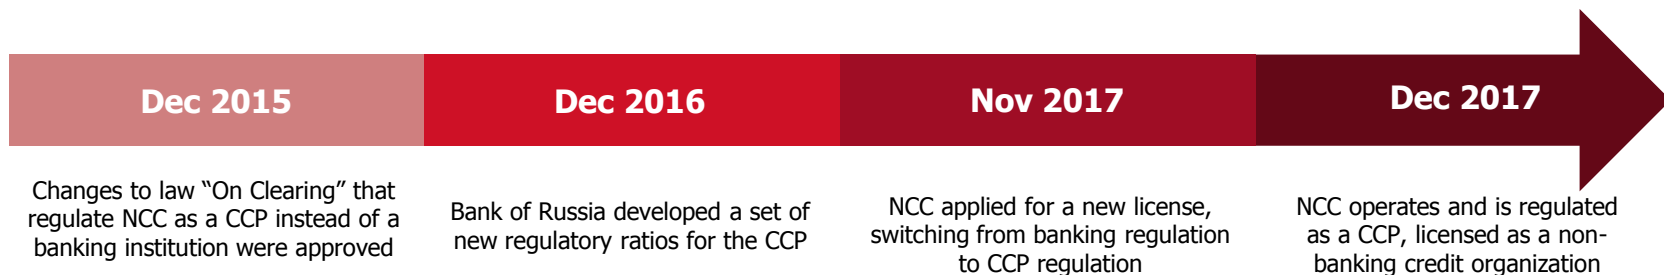 Dec 2015
Dec 2016
Nov 2017
Dec 2017
Changes to law “On Clearing” that
regulate NCC as a CCP instead of a
banking institution were approved
Bank of Russia developed a set of
new regulatory ratios for the CCP
NCC applied for a new license,
switching from banking regulation
to CCP regulation
NCC operates and is regulated
as a CCP, licensed as a non-
banking credit organization